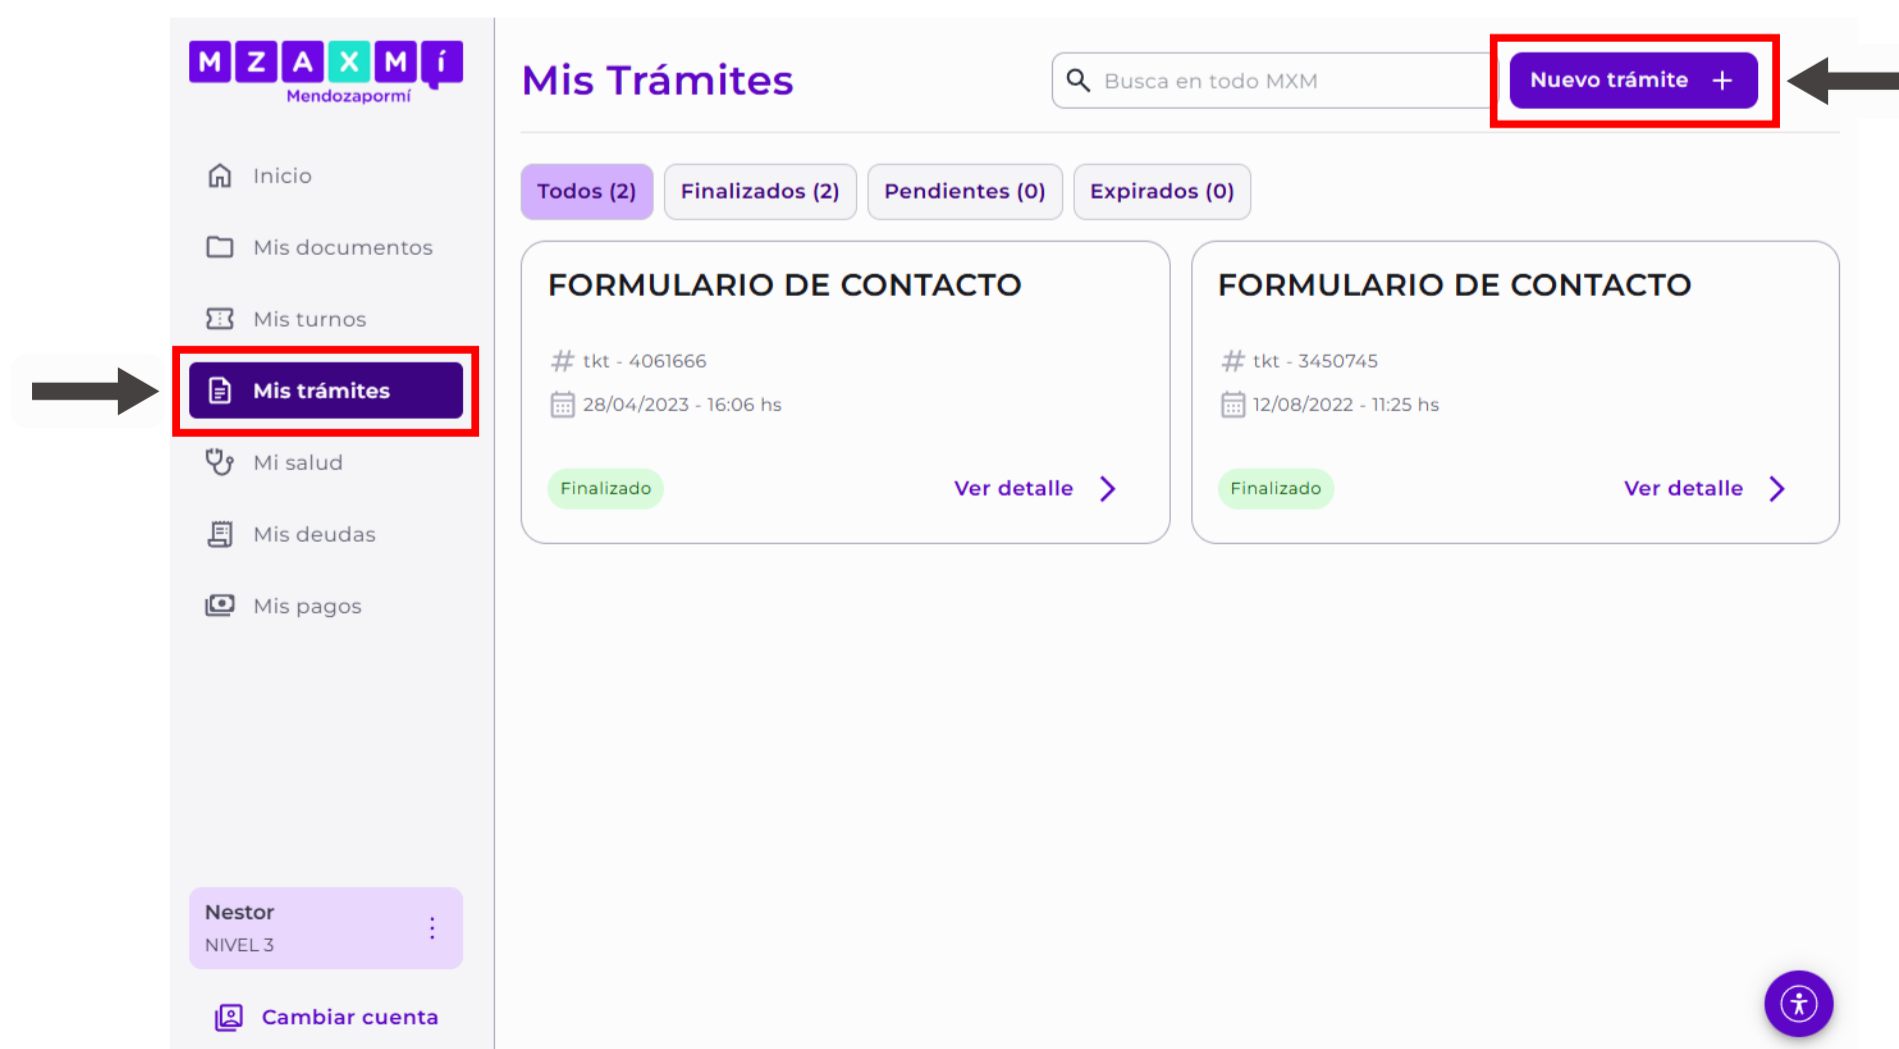 MZAXMí
Mendozapormí
Inicio
Mis documentos
Mis turnos
Mis trámites
Mi salud
Mis deudas
Mis pagos
Nestor
NIVEL 3
Cambiar cuenta
Mis Trámites
Busca en todo MXM
Nuevo trámite +
Todos (2) Finalizados (2) Pendientes (0) Expirados (0)
FORMULARIO DE CONTACTO
# tkt - 4061666
28/04/2023 - 16:06 hs
Finalizado Ver detalle
FORMULARIO DE CONTACTO
# tkt - 3450745
12/08/2022 - 11:25 hs
Finalizado Ver detalle